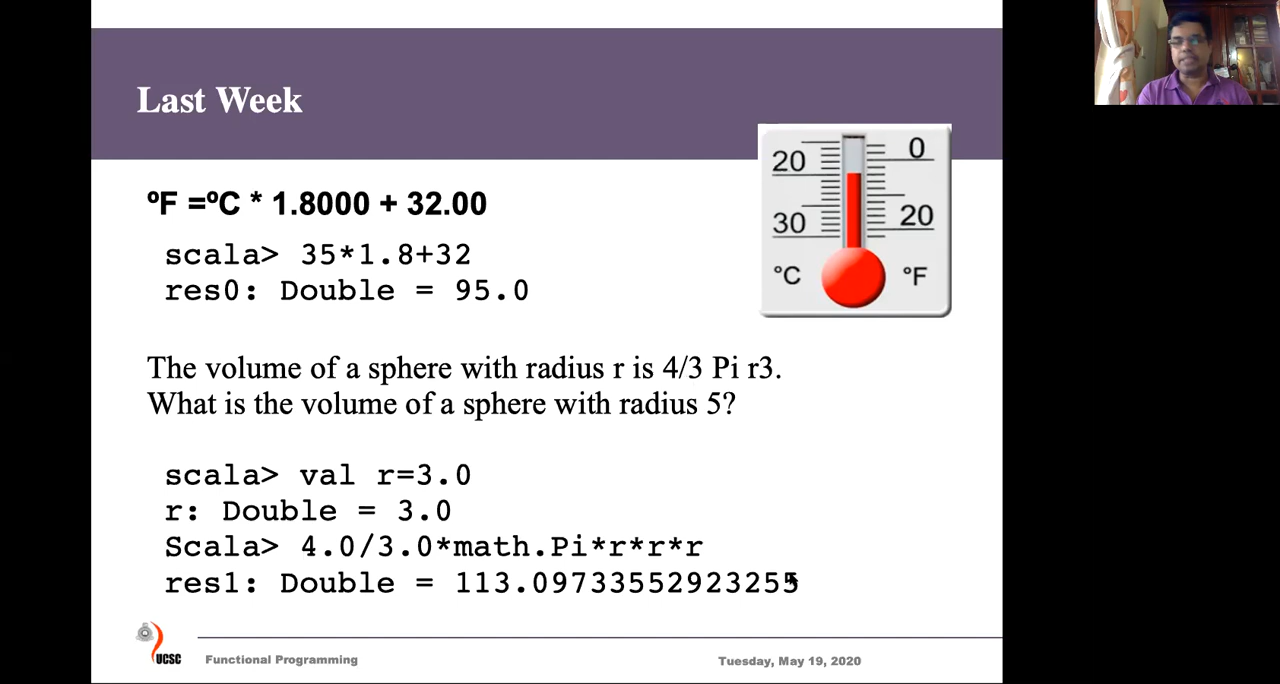 Last Week
20
0
30
20
°C
°F
ºF =ºC * 1.8000 + 32.00
scala> 35*1.8+32
res0: Double = 95.0
The volume of a sphere with radius r is 4/3 Pi r3.
What is the volume of a sphere with radius 5?
scala> val r=3.0
r: Double = 3.0
Scala> 4.0/3.0*math.Pi*r*r*r
res1: Double = 113.09733552923255
UCSC
Functional Programming
Tuesday, May 19, 2020